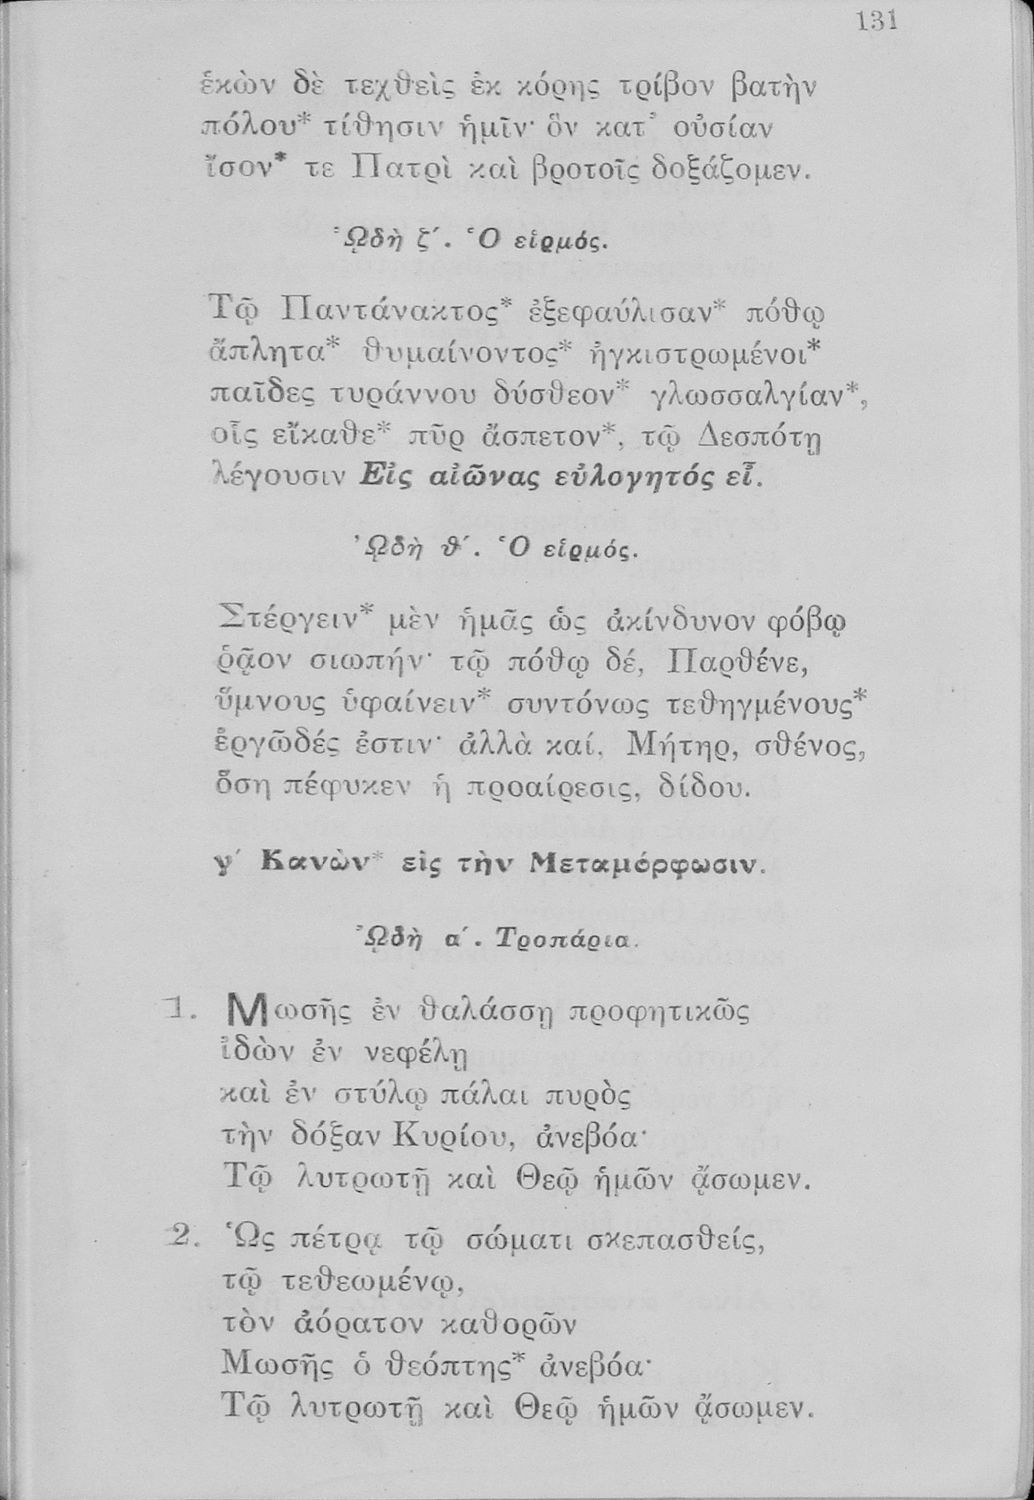 131
ἑκὼν δὲ τεχθεὶς ἐκ κόρης τρίβον βατὴν
πόλου* τίθησιν ἡμῖν· ὃν κατ᾽ οὐσίαν
ἴσον* τε Πατρὶ καὶ βροτοῖς δοξάζομεν.
ᾨδὴ ζ´. Ὁ εἱρμός.
Τῷ Παντάνακτος* ἐξεφαύλισαν* πόθῳ
ἄπλητα* θυμαίνοντος* ἠγκιστρωμένοι*
παῖδες τυράννου δύσθεον* γλωσσαλγίαν*,
οἷς εἴκαθε* πῦρ ἄσπετον*, τῷ Δεσπότῃ
λέγουσιν Εἰς αἰῶνας εὐλογητός εἶ.
ᾨδὴ θ´. Ὁ εἱρμός.
Στέργειν* μὲν ἡμᾶς ὡς ἀκίνδυνον φόβῳ
ῥᾷον σιωπήν· τῷ πόθῳ δέ, Παρθένε,
ὕμνους ὑφαίνειν* συντόνως τεθηγμένους*
ἐργῶδές ἐστιν· ἀλλὰ καί, Μήτηρ, σθένος,
ὅση πέφυκεν ἡ προαίρεσις, δίδου.
γ´ Κανὼν* εἰς τὴν Μεταμόρφωσιν.
ᾨδὴ α´. Τροπάρια.
1. Μωσῆς ἐν θαλάσσῃ προφητικῶς
ἰδὼν ἐν νεφέλῃ
καὶ ἐν στύλῳ πάλαι πυρὸς
τὴν δόξαν Κυρίου, ἀνεβόα·
Τῷ λυτρωτῇ καὶ Θεῷ ἡμῶν ᾄσωμεν.
2. Ὡς πέτρᾳ τῷ σώματι σκεπασθείς,
τῷ τεθεωμένῳ,
τὸν ἀόρατον καθορῶν
Μωσῆς ὁ θεόπτης* ἀνεβόα·
Τῷ λυτρωτῇ καὶ Θεῷ ἡμῶν ᾄσωμεν.